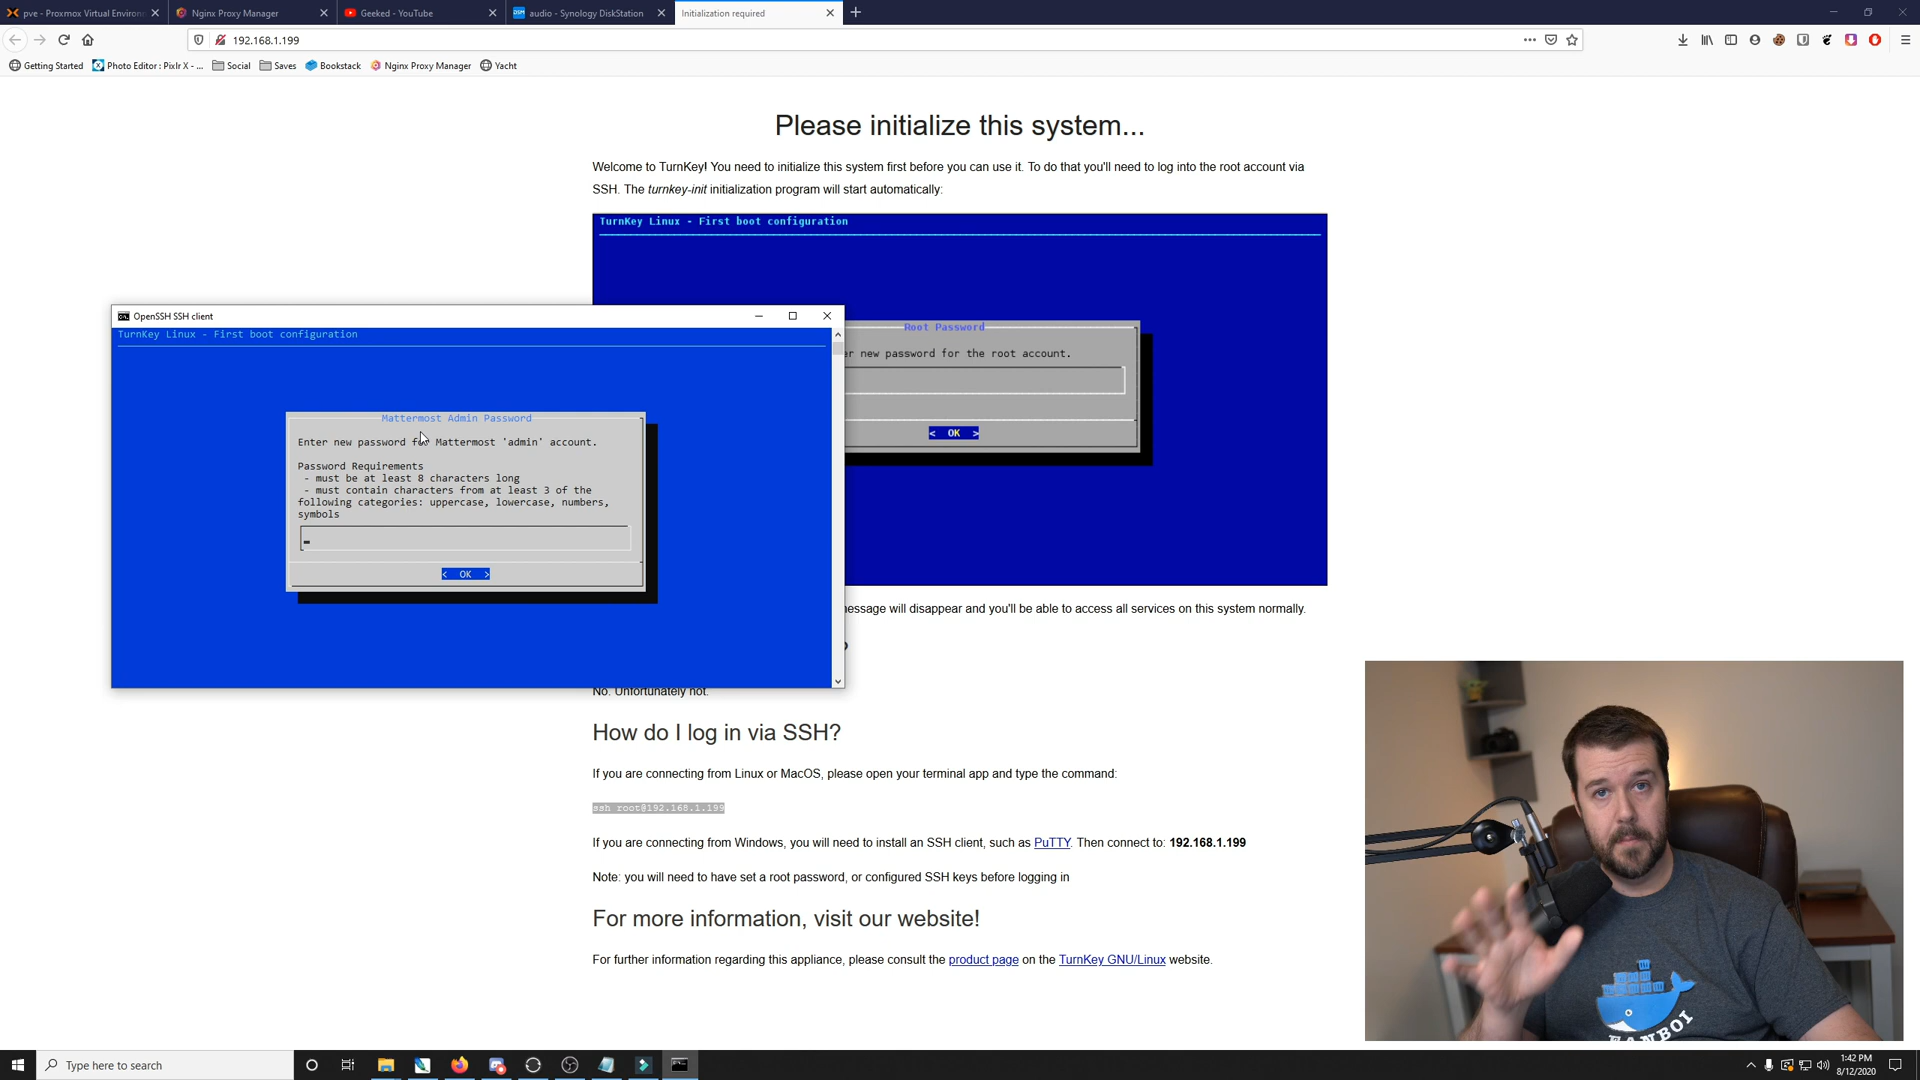 pve - Proxmox Virtual Environ
Nginx Proxy Manager
Geeked - YouTube
audio - Synology DiskStation
Initialization required
192.168.1.199
Getting Started
Photo Editor : Pixlr X - ...
Social
Saves
Bookstack
Nginx Proxy Manager
Yacht
Please initialize this system...
Welcome to TurnKey! You need to initialize this system first before you can use it. To do that you'll need to log into the root account via
SSH. The turnkey-init initialization program will start automatically:
TurnKey Linux - First boot configuration
Root Password
er new password for the root account.
< OK >
OpenSSH SSH client
TurnKey Linux - First boot configuration
Mattermost Admin Password
Enter new password for Mattermost 'admin' account.
Password Requirements
- must be at least 8 characters long
- must contain characters from at least 3 of the
following categories: uppercase, lowercase, numbers,
symbols
< OK >
essage will disappear and you'll be able to access all services on this system normally.
No. Unfortunately not.
How do I log in via SSH?
If you are connecting from Linux or MacOS, please open your terminal app and type the command:
ssh root@192.168.1.199
If you are connecting from Windows, you will need to install an SSH client, such as PuTTY. Then connect to: 192.168.1.199
Note: you will need to have set a root password, or configured SSH keys before logging in
For more information, visit our website!
For further information regarding this appliance, please consult the product page on the TurnKey GNU/Linux website.
ANBOI
Type here to search
1:42 PM
8/12/2020